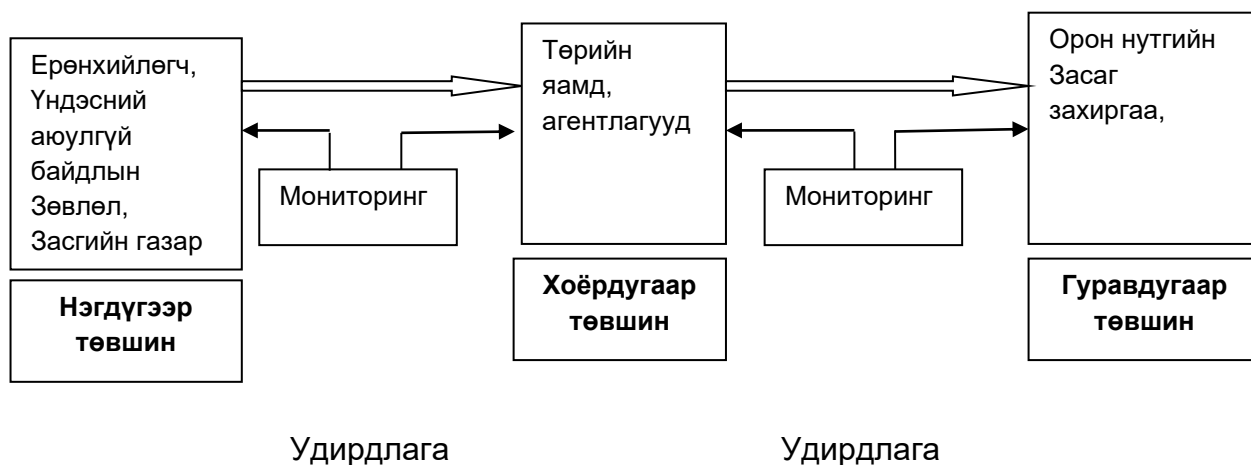 Ерөнхийлөгч,
Үндэсний
аюулгүй
байдлын
Зөвлөл,
Засгийн газар
Мониторинг
Төрийн
яамд,
агентлагууд
Мониторинг
Орон нутгийн
Засаг
захиргаа,
Нэгдүгээр
төвшин
Хоёрдугаар
төвшин
Гуравдугаар
төвшин
Удирдлага
Удирдлага